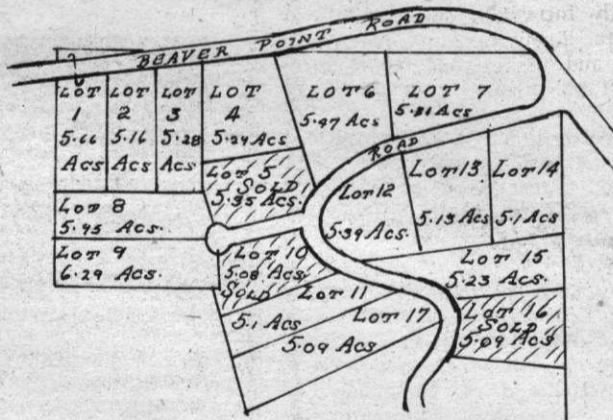 BEAVER POINT ROAD
LOT
1
5.66
ACS
LOT
2
5.16
ACS
LOT
3
5.28
ACS
LOT
4
5.24 ACS
LOT 5
SOLD
5.35 ACS.
LOT 6
5.47 ACS
LOT 7
5.21 ACS
ROAD
LOT 8
5.95 ACS.
LOT 9
6.29 ACS.
LOT 10
5.08 ACS
SOLD
LOT 11
5.1 ACS
LOT 12
5.39 ACS.
LOT 13
5.13 ACS
LOT 14
5.1 ACS
LOT 15
5.23 ACS.
LOT 16
SOLD
5.09 ACS
LOT 17
5.09 ACS